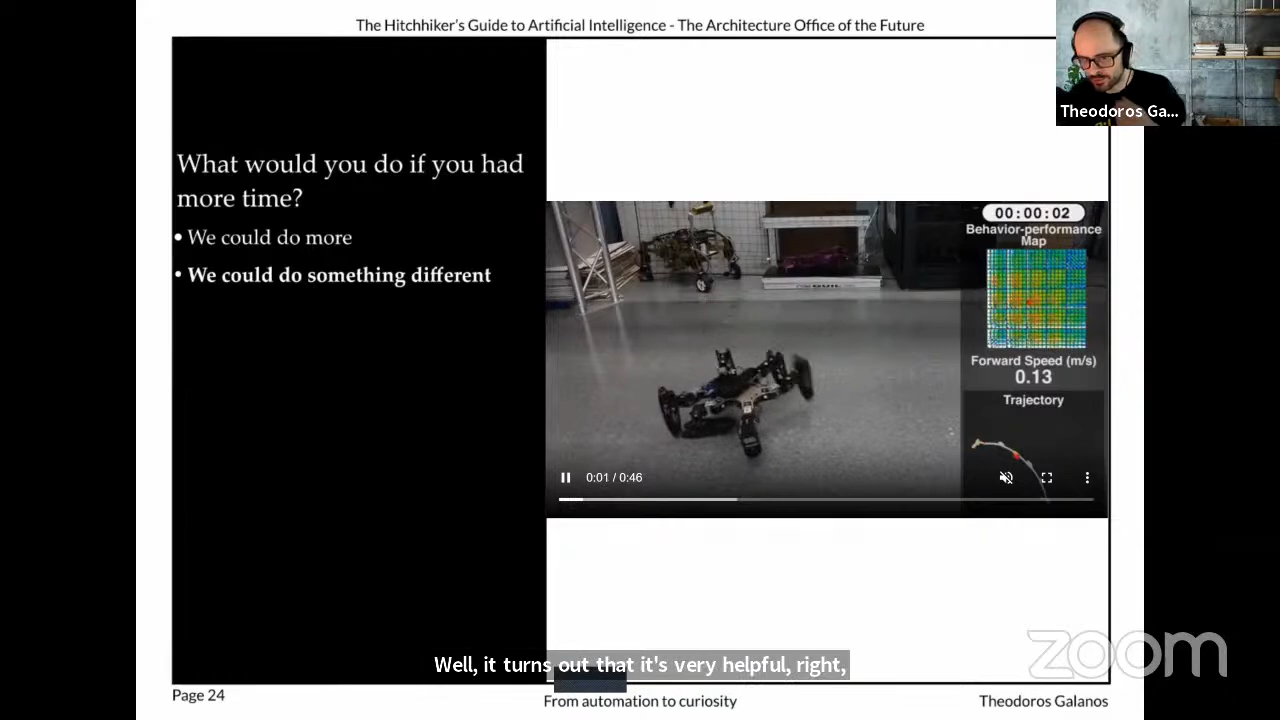 The Hitchhiker's Guide to Artificial Intelligence - The Architecture Office of the Future
Theodoros Ga...
What would you do if you had
more time?
• We could do more
• We could do something different
00:00:02
Behavior-performance
Map
Forward Speed (m/s)
0.13
Trajectory
0:01 / 0:46
Well, it turns out that it's very helpful, right,
zoom
Page 24
From automation to curiosity
Theodoros Galanos